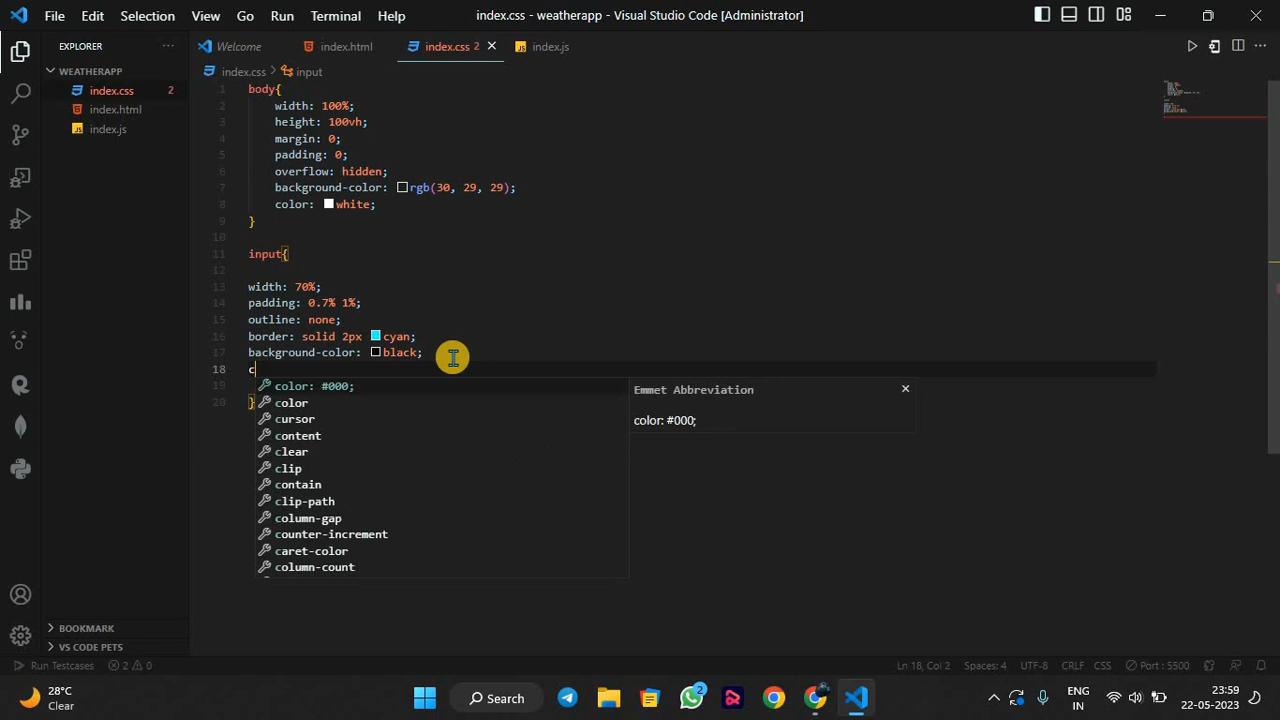 File Edit Selection View Go Run Terminal Help
index.css - weatherapp - Visual Studio Code [Administrator]
EXPLORER
Welcome
index.html
index.css 2
index.js
WEATHERAPP
index.css 2
index.html
index.js
index.css > input
1 body{
2 width: 100%;
3 height: 100vh;
4 margin: 0;
5 padding: 0;
6 overflow: hidden;
7 background-color: rgb(30, 29, 29);
8 color: white;
9 }
10
11 input{
12
13 width: 70%;
14 padding: 0.7% 1%;
15 outline: none;
16 border: solid 2px cyan;
17 background-color: black;
18 c
19
20 }
color: #000;
color
cursor
content
clear
clip
contain
clip-path
column-gap
counter-increment
caret-color
column-count
Emmet Abbreviation
color: #000;
BOOKMARK
VS CODE PETS
Run Testcases 2 0
Ln 18, Col 2 Spaces: 4 UTF-8 CRLF CSS Port : 5500
28°C
Clear
Search
2
ENG
IN
23:59
22-05-2023